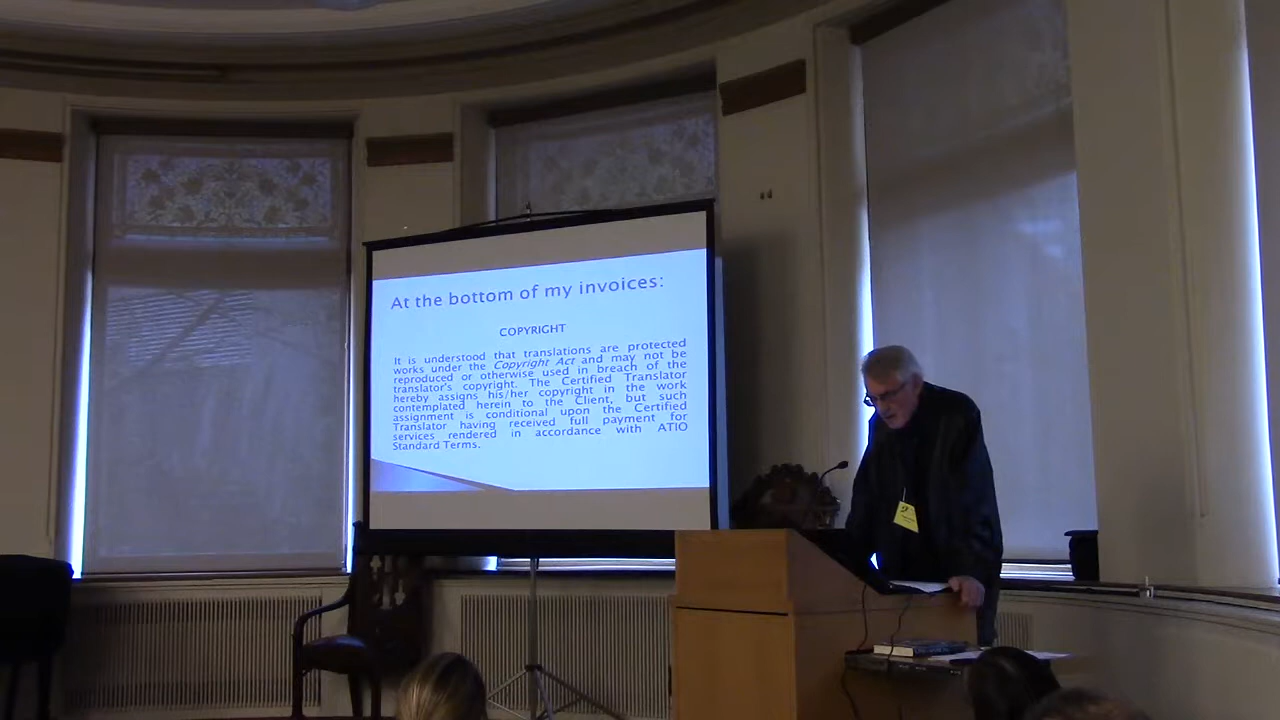 At the bottom of my invoices:
COPYRIGHT
It is understood that translations are protected
works under the Copyright Act and may not be
reproduced or otherwise used in breach of the
translator's copyright. The Certified Translator
hereby assigns his/her copyright in the work
contemplated herein to the Client, but such
assignment is conditional upon the Certified
Translator having received full payment for
services rendered in accordance with ATIO
Standard Terms.